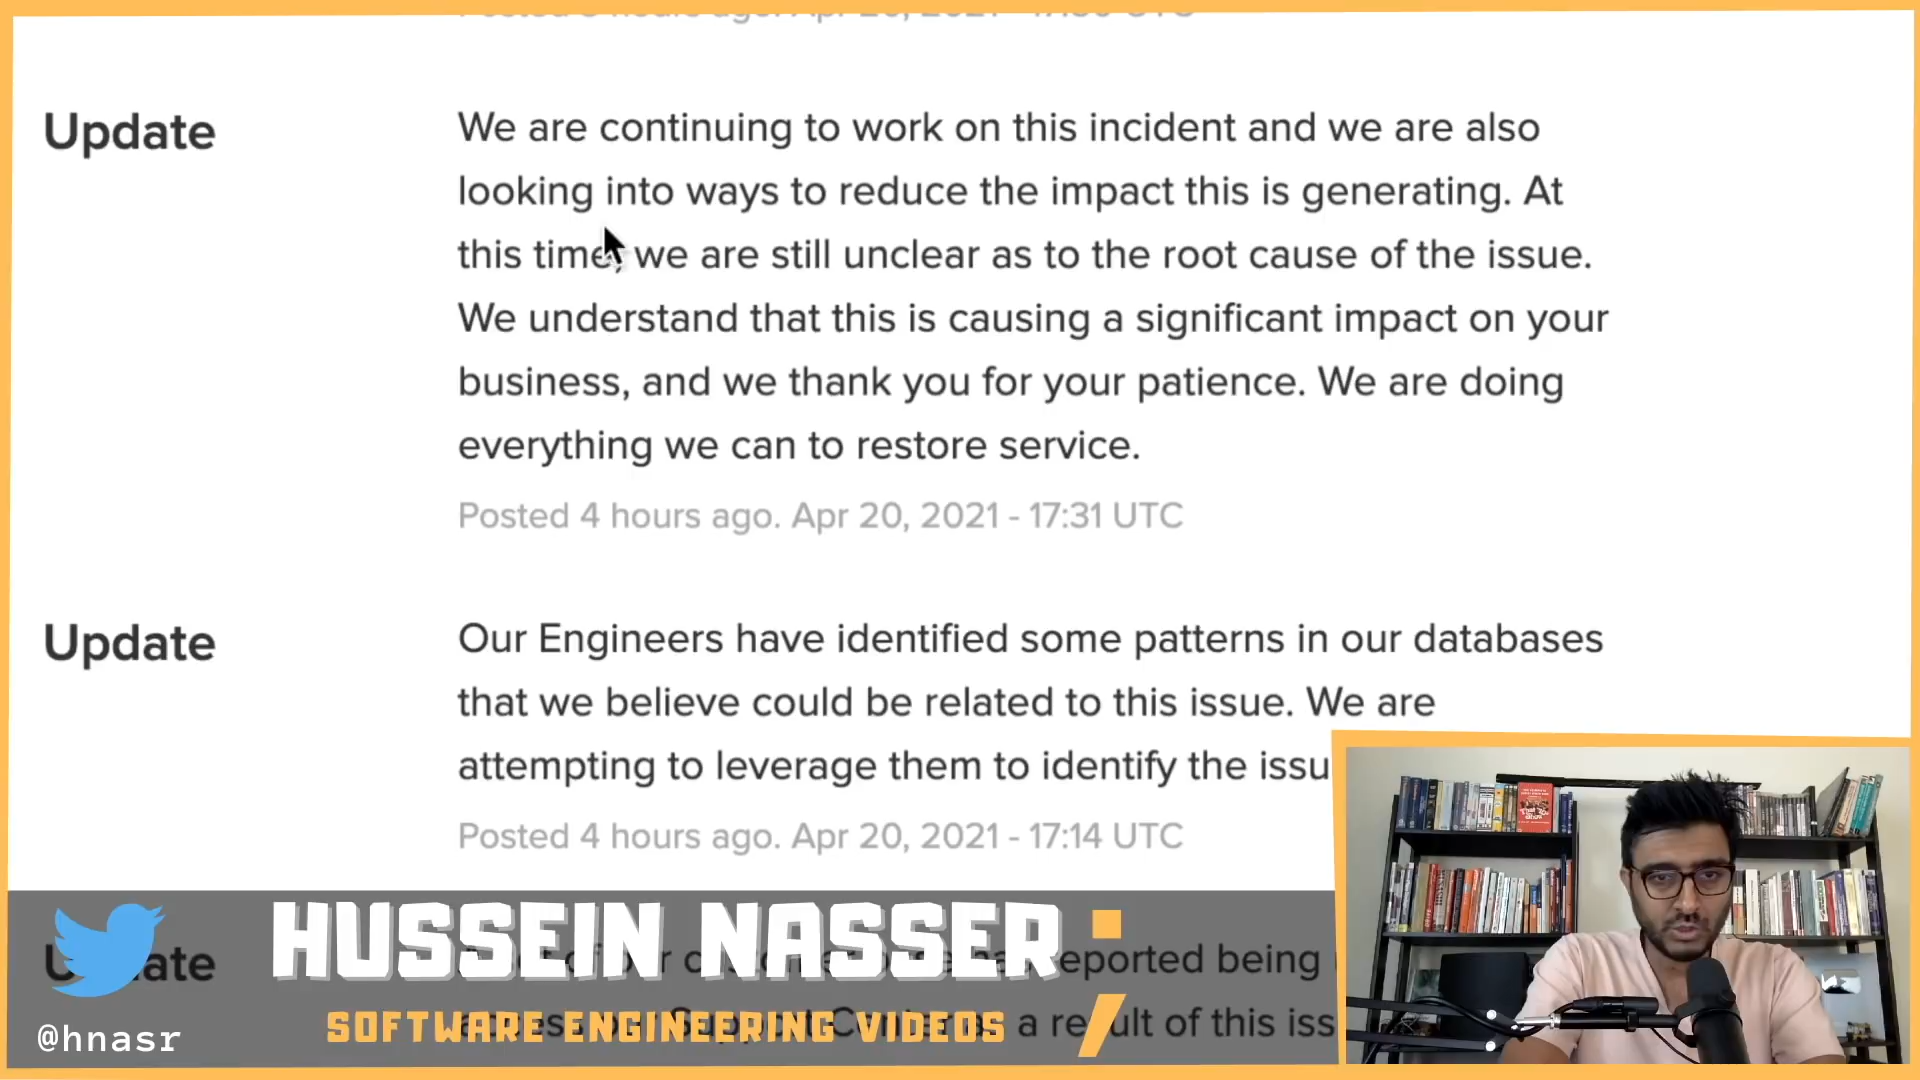 Update
We are continuing to work on this incident and we are also
looking into ways to reduce the impact this is generating. At
this time, we are still unclear as to the root cause of the issue.
We understand that this is causing a significant impact on your
business, and we thank you for your patience. We are doing
everything we can to restore service.
Posted 4 hours ago. Apr 20, 2021 - 17:31 UTC
Update
Our Engineers have identified some patterns in our databases
that we believe could be related to this issue. We are
attempting to leverage them to identify the issu
Posted 4 hours ago. Apr 20, 2021 - 17:14 UTC
HUSSEIN NASSER;
eported being
SOFTWARE ENGINEERING VIDEOS
a result of this iss
@hnasr